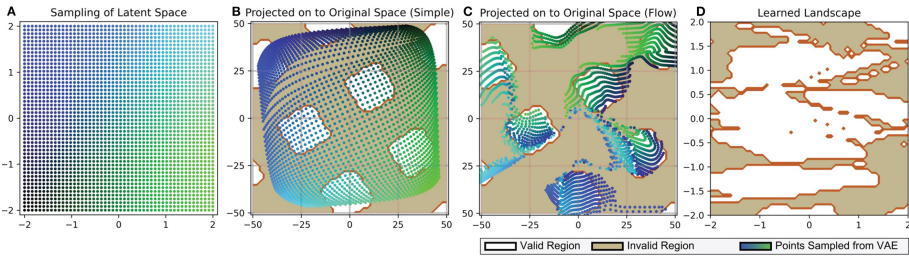 A Sampling of Latent Space
2
1
0
−1
−2
−2 −1 0 1 2
B Projected on to Original Space (Simple)
50
25
0
−25
−50
−50 −25 0 25 50
C Projected on to Original Space (Flow)
50
25
0
−25
−50
−50 −25 0 25 50
D Learned Landscape
2.0
1.5
1.0
0.5
0.0
−0.5
−1.0
−1.5
−2.0
−2 −1 0 1 2
Valid Region Invalid Region Points Sampled from VAE